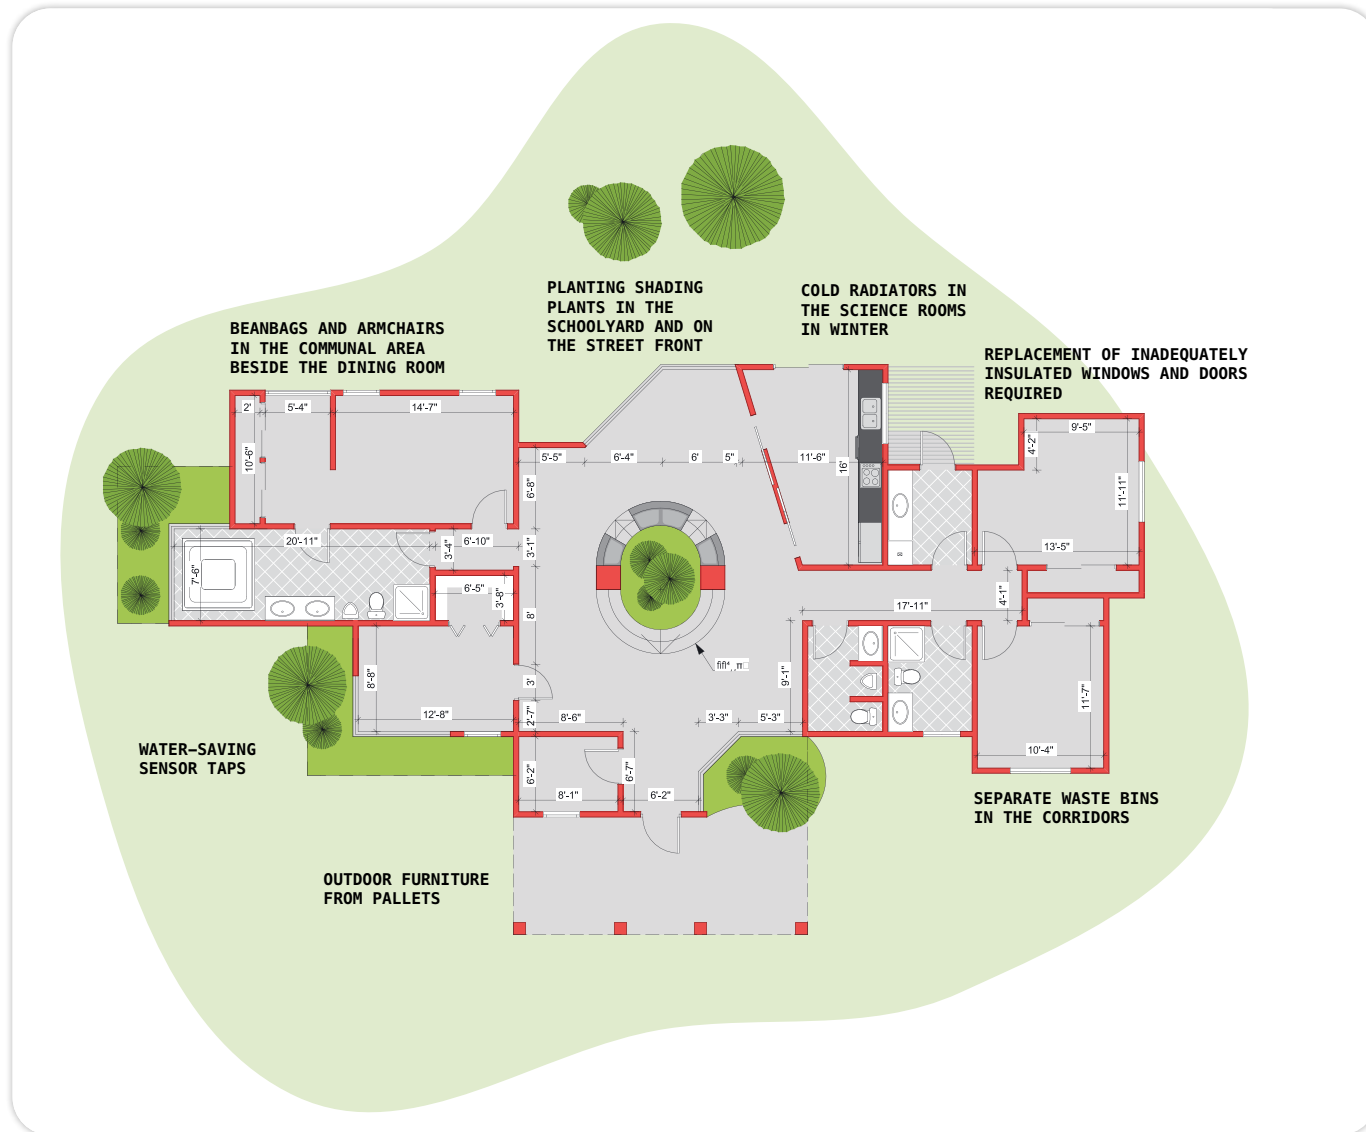 PLANTING SHADING
PLANTS IN THE
SCHOOLYARD AND ON
THE STREET FRONT
COLD RADIATORS IN
THE SCIENCE ROOMS
IN WINTER
BEANBAGS AND ARMCHAIRS
IN THE COMMUNAL AREA
BESIDE THE DINING ROOM
REPLACEMENT OF INADEQUATELY
INSULATED WINDOWS AND DOORS
REQUIRED
2'
5'-4"
14'-7"
10'-6"
5'-5"
6'-4"
6'
5"
11'-6"
16'
6'-8"
9'-5"
4'-2"
11'-11"
13'-5"
20'-11"
3'-4"
6'-10"
3'-1"
7'-6"
6'-5"
3'-8"
8'
17'-11"
4'-1"
8'-8"
12'-8"
3'
2'-7"
8'-6"
9'-1"
3'-3"
5'-3"
11'-7"
10'-4"
6'-2"
8'-1"
6'-7"
6'-2"
WATER–SAVING
SENSOR TAPS
SEPARATE WASTE BINS
IN THE CORRIDORS
OUTDOOR FURNITURE
FROM PALLETS